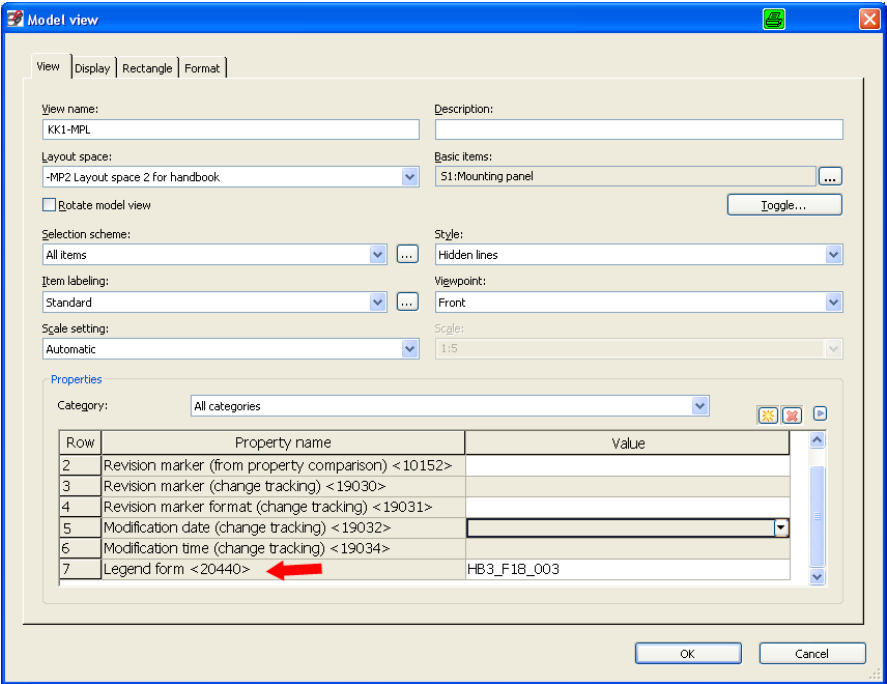 Model view
View Display Rectangle Format
View name: Description:
KK1-MPL
Layout space: Basic items:
-MP2 Layout space 2 for handbook S1:Mounting panel ...
Rotate model view Toggle...
Selection scheme: Style:
All items ... Hidden lines
Item labeling: Viewpoint:
Standard ... Front
Scale setting: Scale:
Automatic 1:5
Properties
Category: All categories
Row Property name Value
2 Revision marker (from property comparison) <10152>
3 Revision marker (change tracking) <19030>
4 Revision marker format (change tracking) <19031>
5 Modification date (change tracking) <19032>
6 Modification time (change tracking) <19034>
7 Legend form <20440> HB3_F18_003
OK Cancel